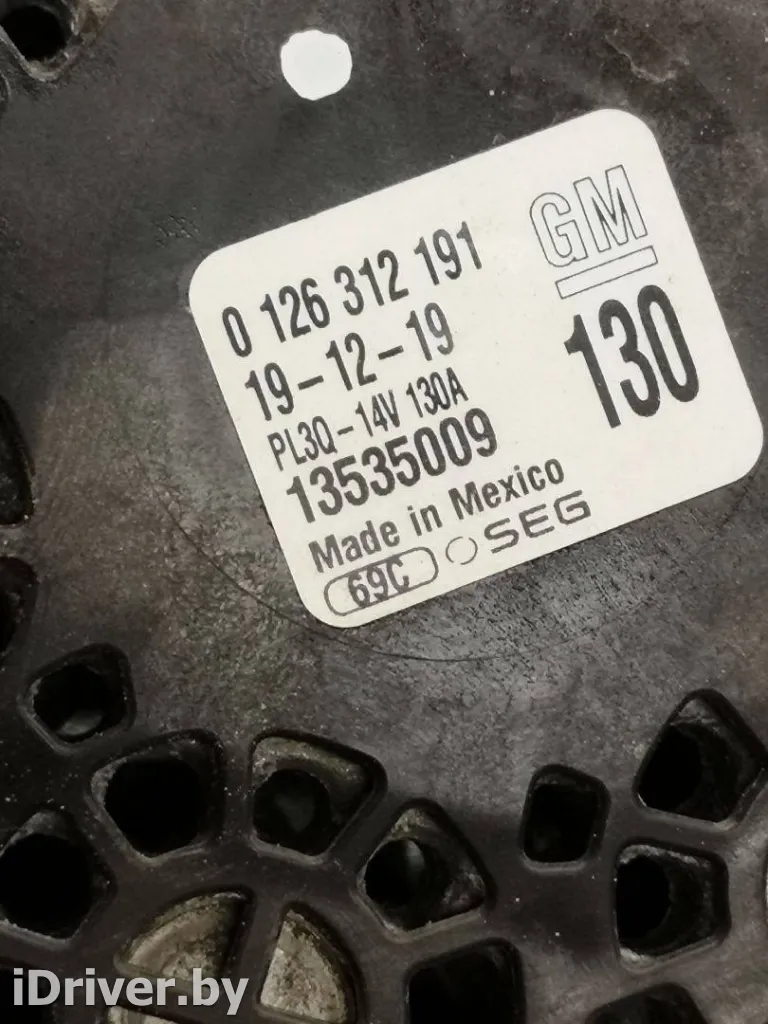 GM
0 126 312 191
19-12-19
130
PL3Q-14V 130A
13535009
Made in Mexico
69C SEG
iDriver.by